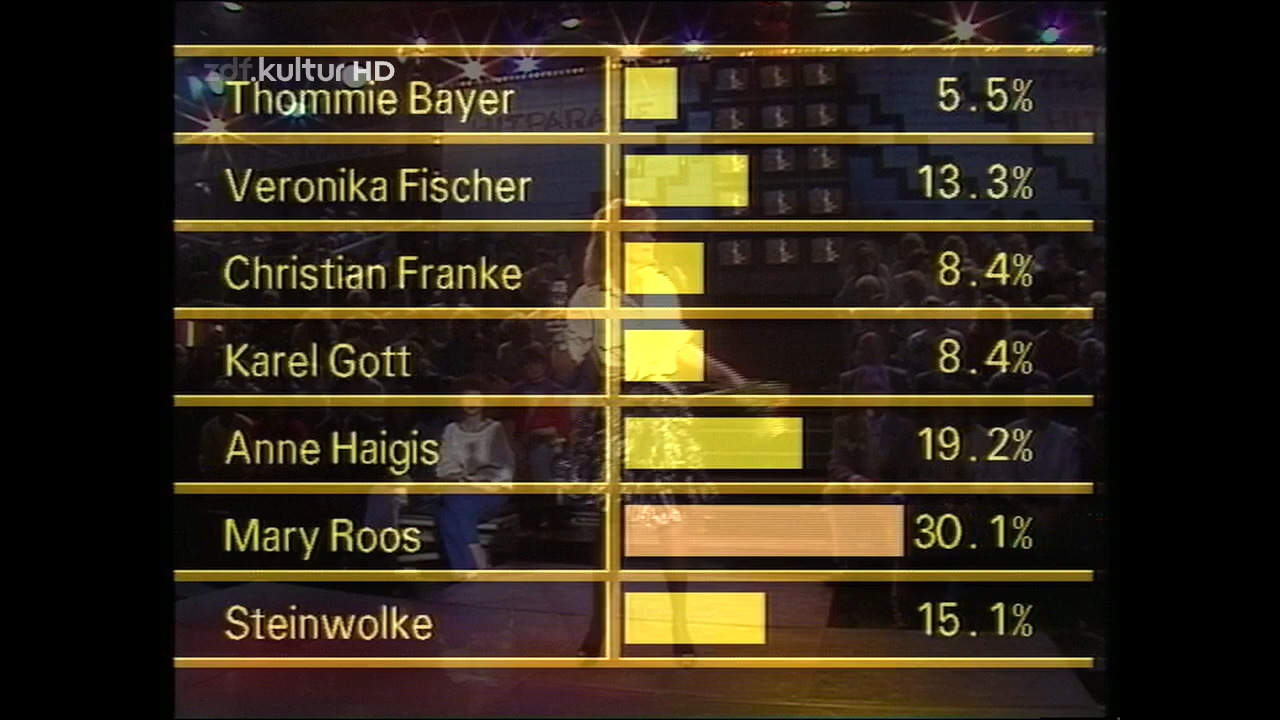 zdf.kultur HD
Thommie Bayer 5.5%
HITPARADE
Veronika Fischer 13.3%
Christian Franke 8.4%
Karel Gott 8.4%
Anne Haigis 19.2%
Mary Roos 30.1%
Steinwolke 15.1%